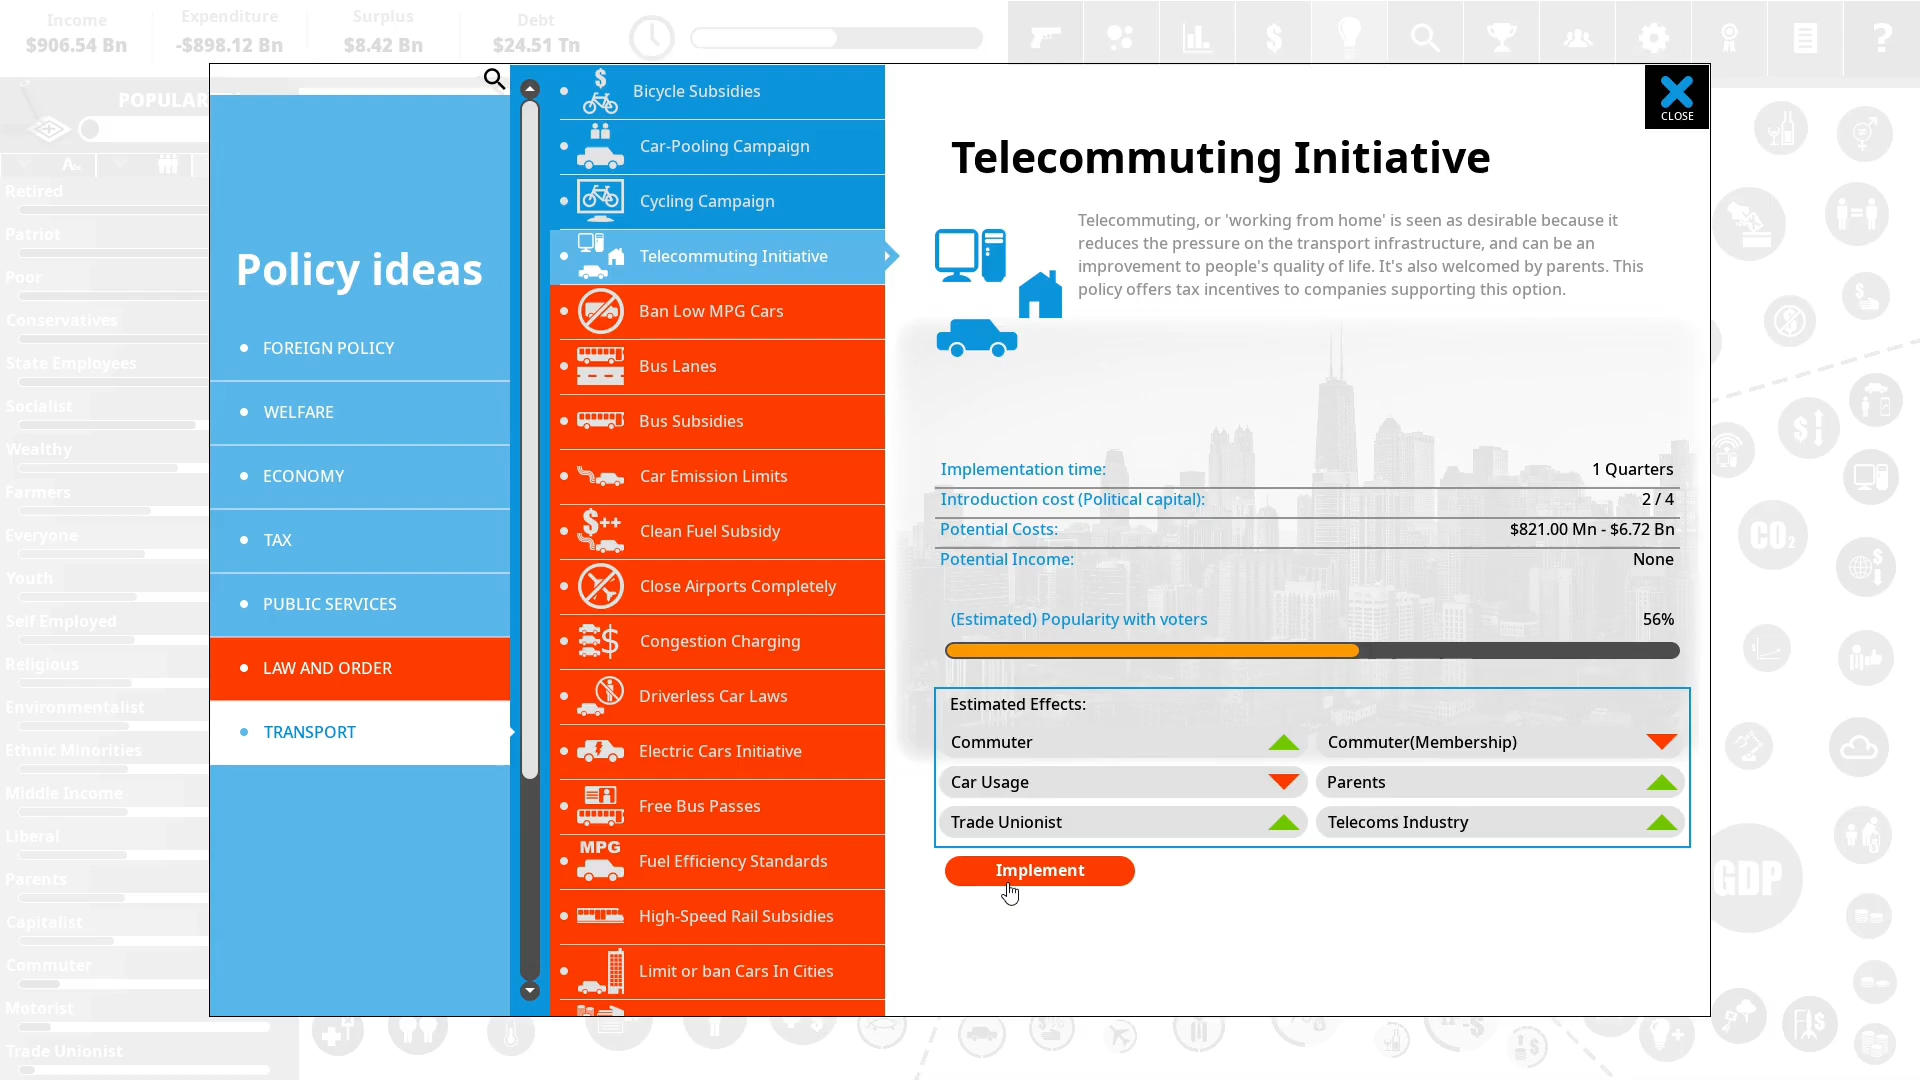 Income
$906.54 Bn
Expenditure
-$898.12 Bn
Surplus
$8.42 Bn
Debt
$24.51 Tn
?
POPULAR
Retired
Patriot
Poor
Conservatives
State Employees
Socialist
Wealthy
Farmers
Everyone
Youth
Self Employed
Religious
Environmentalist
Ethnic Minorities
Middle Income
Liberal
Parents
Capitalist
Commuter
Motorist
Trade Unionist
Policy ideas
FOREIGN POLICY
WELFARE
ECONOMY
TAX
PUBLIC SERVICES
LAW AND ORDER
TRANSPORT
Bicycle Subsidies
Car-Pooling Campaign
Cycling Campaign
Telecommuting Initiative
Ban Low MPG Cars
Bus Lanes
Bus Subsidies
Car Emission Limits
Clean Fuel Subsidy
Close Airports Completely
Congestion Charging
Driverless Car Laws
Electric Cars Initiative
Free Bus Passes
MPG
Fuel Efficiency Standards
High-Speed Rail Subsidies
Limit or ban Cars In Cities
CLOSE
Telecommuting Initiative
Telecommuting, or 'working from home' is seen as desirable because it
reduces the pressure on the transport infrastructure, and can be an
improvement to people's quality of life. It's also welcomed by parents. This
policy offers tax incentives to companies supporting this option.
Implementation time: 1 Quarters
Introduction cost (Political capital): 2 / 4
Potential Costs: $821.00 Mn - $6.72 Bn
Potential Income: None
(Estimated) Popularity with voters 56%
Estimated Effects:
Commuter
Commuter(Membership)
Car Usage
Parents
Trade Unionist
Telecoms Industry
Implement
CO2
GDP